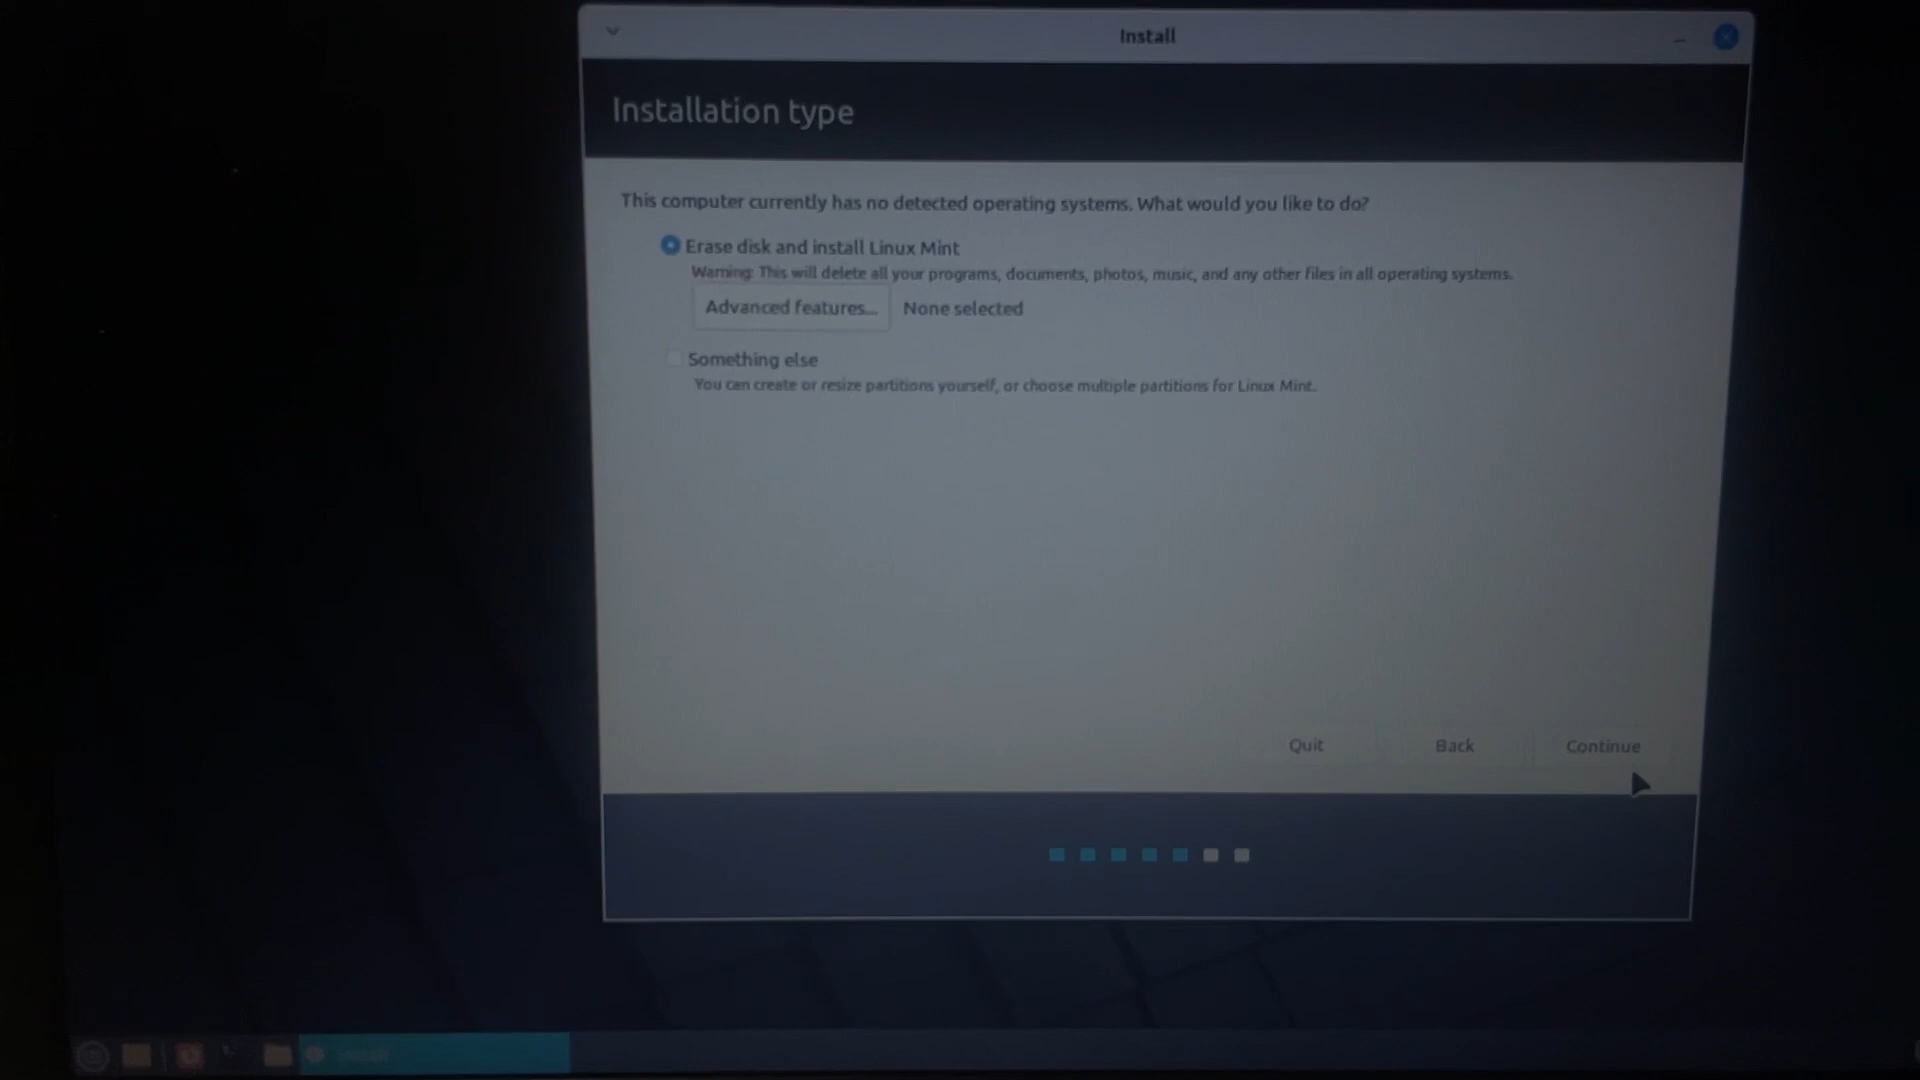 Install
Installation type
This computer currently has no detected operating systems. What would you like to do?
Erase disk and install Linux Mint
Warning: This will delete all your programs, documents, photos, music, and any other files in all operating systems.
Advanced features... None selected
Something else
You can create or resize partitions yourself, or choose multiple partitions for Linux Mint.
Quit Back Continue
Install